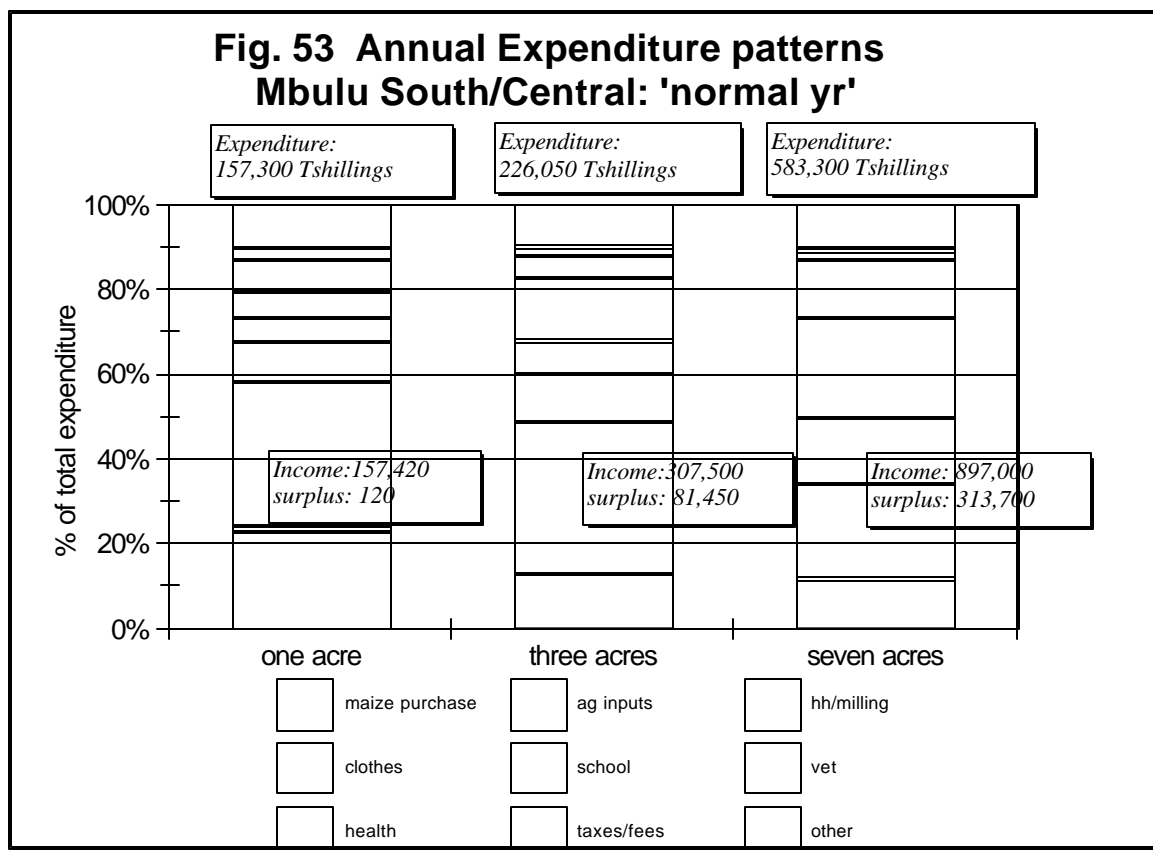 Fig. 53 Annual Expenditure patterns
Mbulu South/Central: 'normal yr'
Expenditure:
157,300 Tshillings
Expenditure:
226,050 Tshillings
Expenditure:
583,300 Tshillings
100%
80%
60%
40%
20%
0%
% of total expenditure
Income:157,420
surplus: 120
Income:307,500
surplus: 81,450
Income: 897,000
surplus: 313,700
one acre
three acres
seven acres
maize purchase
ag inputs
hh/milling
clothes
school
vet
health
taxes/fees
other